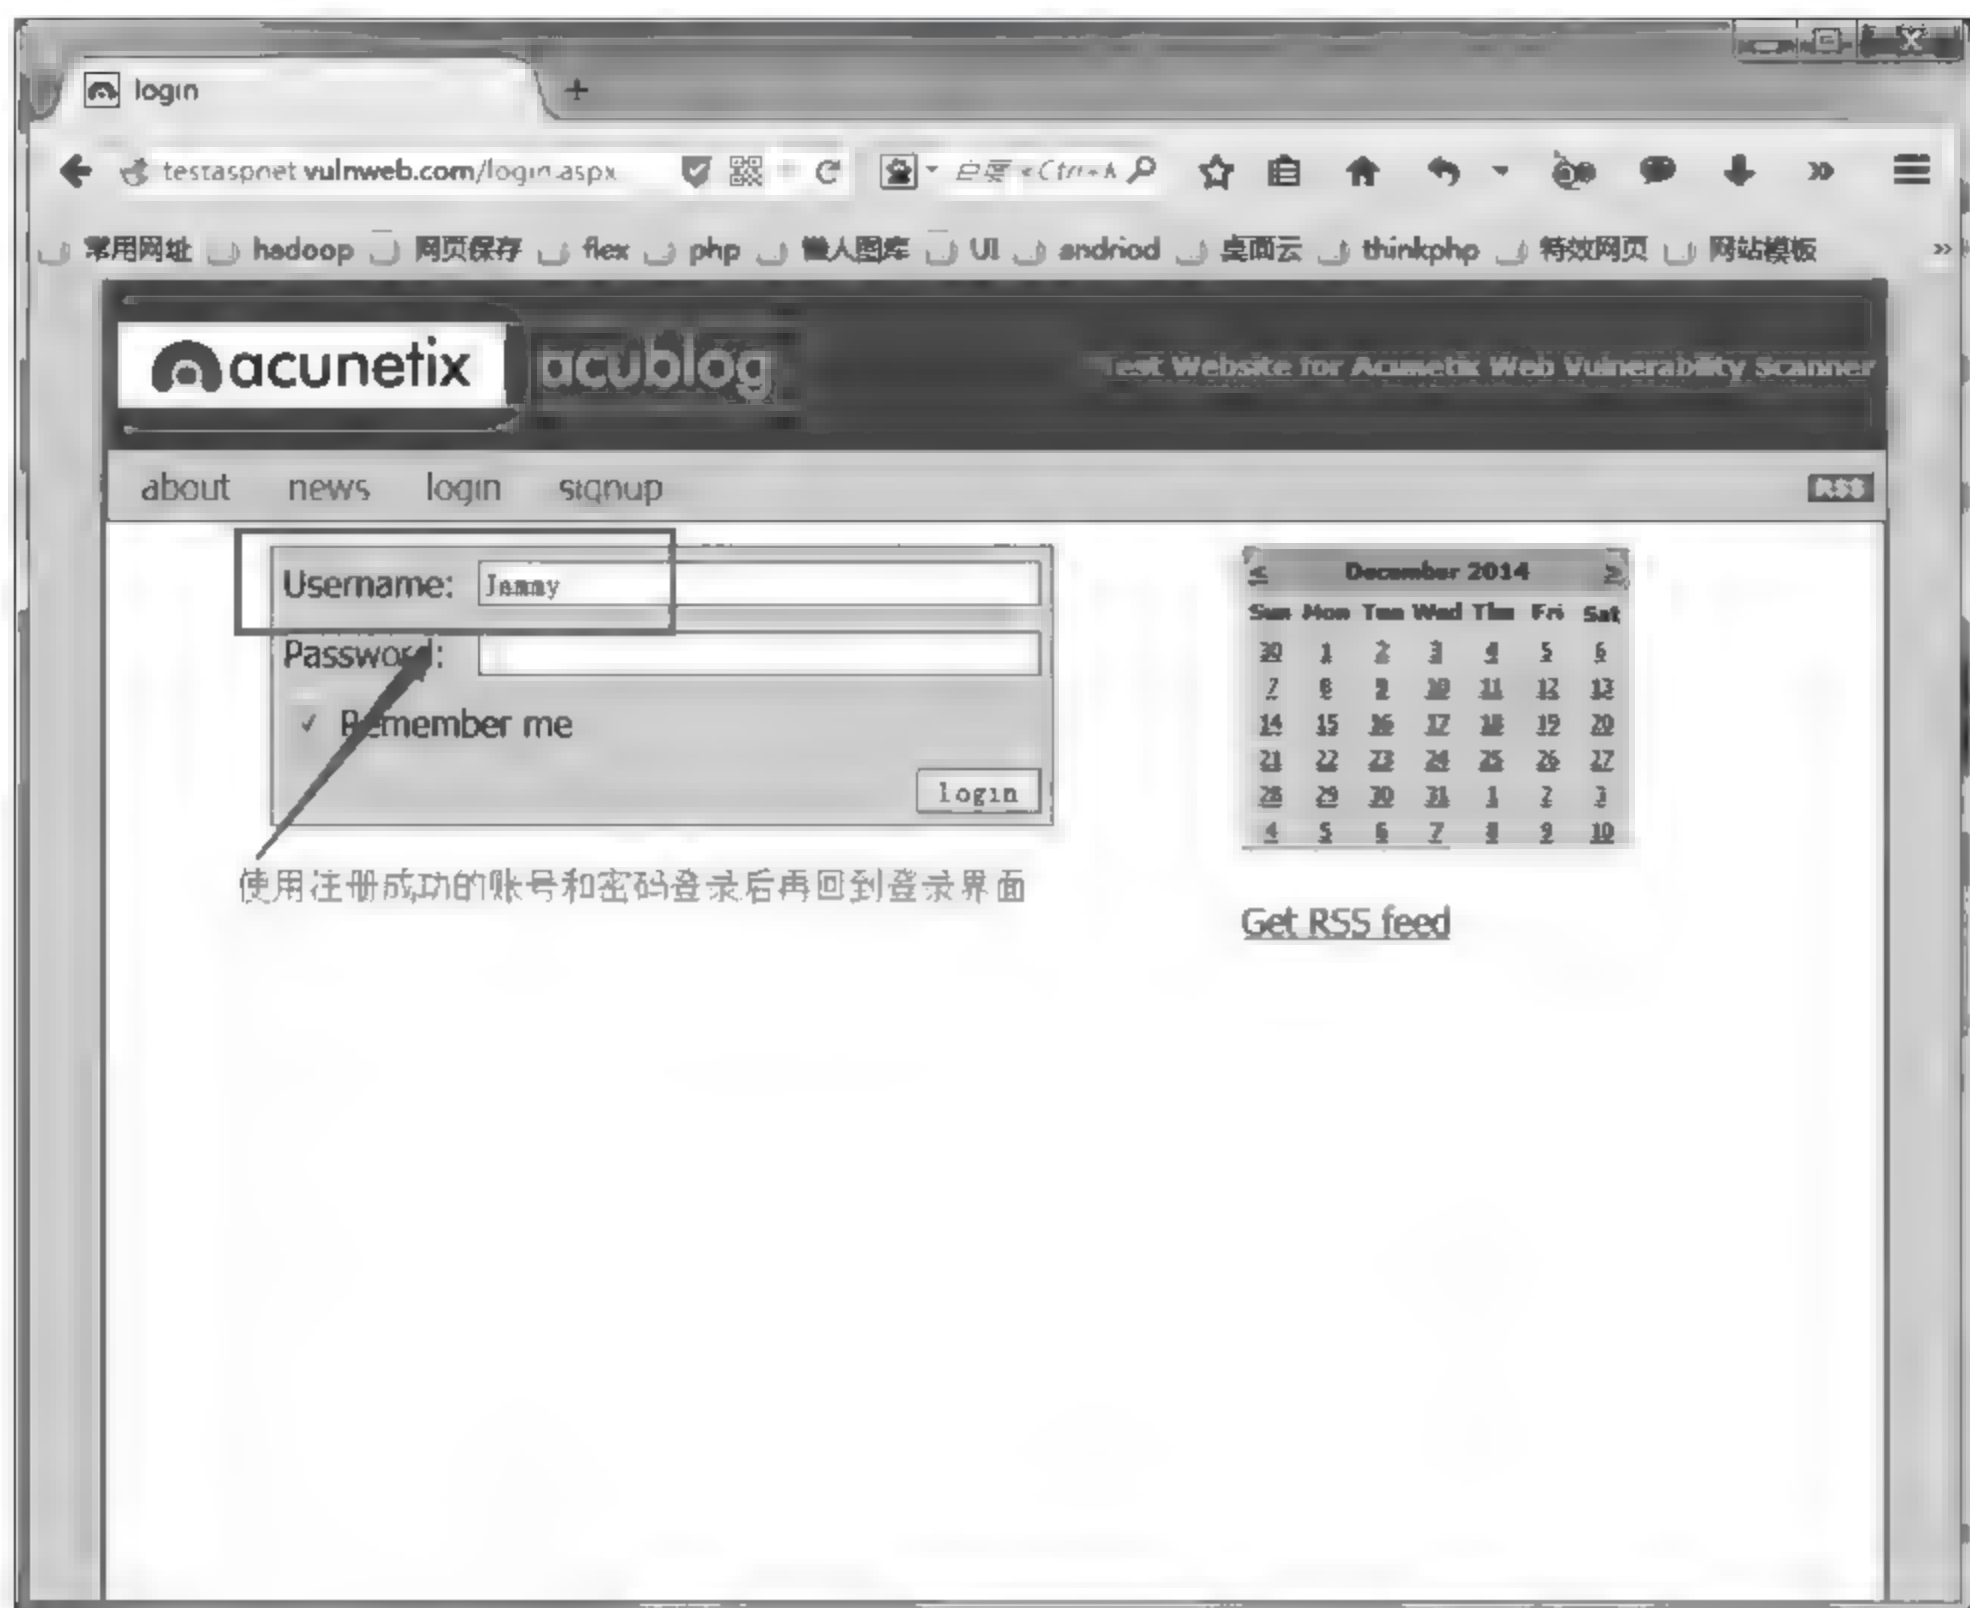 login
testaspnet.vulnweb.com/login.aspx
百度 <Ctrl+K
常用网址 hadoop 网页保存 flex php 懒人图库 UI andriod 桌面云 thinkphp 特效网页 网站模板
acunetix acublog
Test Website for Acunetix Web Vulnerability Scanner
about news login signup
RSS
Username: Jammy
Password:
Remember me
login
使用注册成功的账号和密码登录后再回到登录界面
< December 2014 >
Sun Mon Tue Wed Thu Fri Sat
30 1 2 3 4 5 6
7 8 9 10 11 12 13
14 15 16 17 18 19 20
21 22 23 24 25 26 27
28 29 30 31 1 2 3
4 5 6 7 8 9 10
Get RSS feed